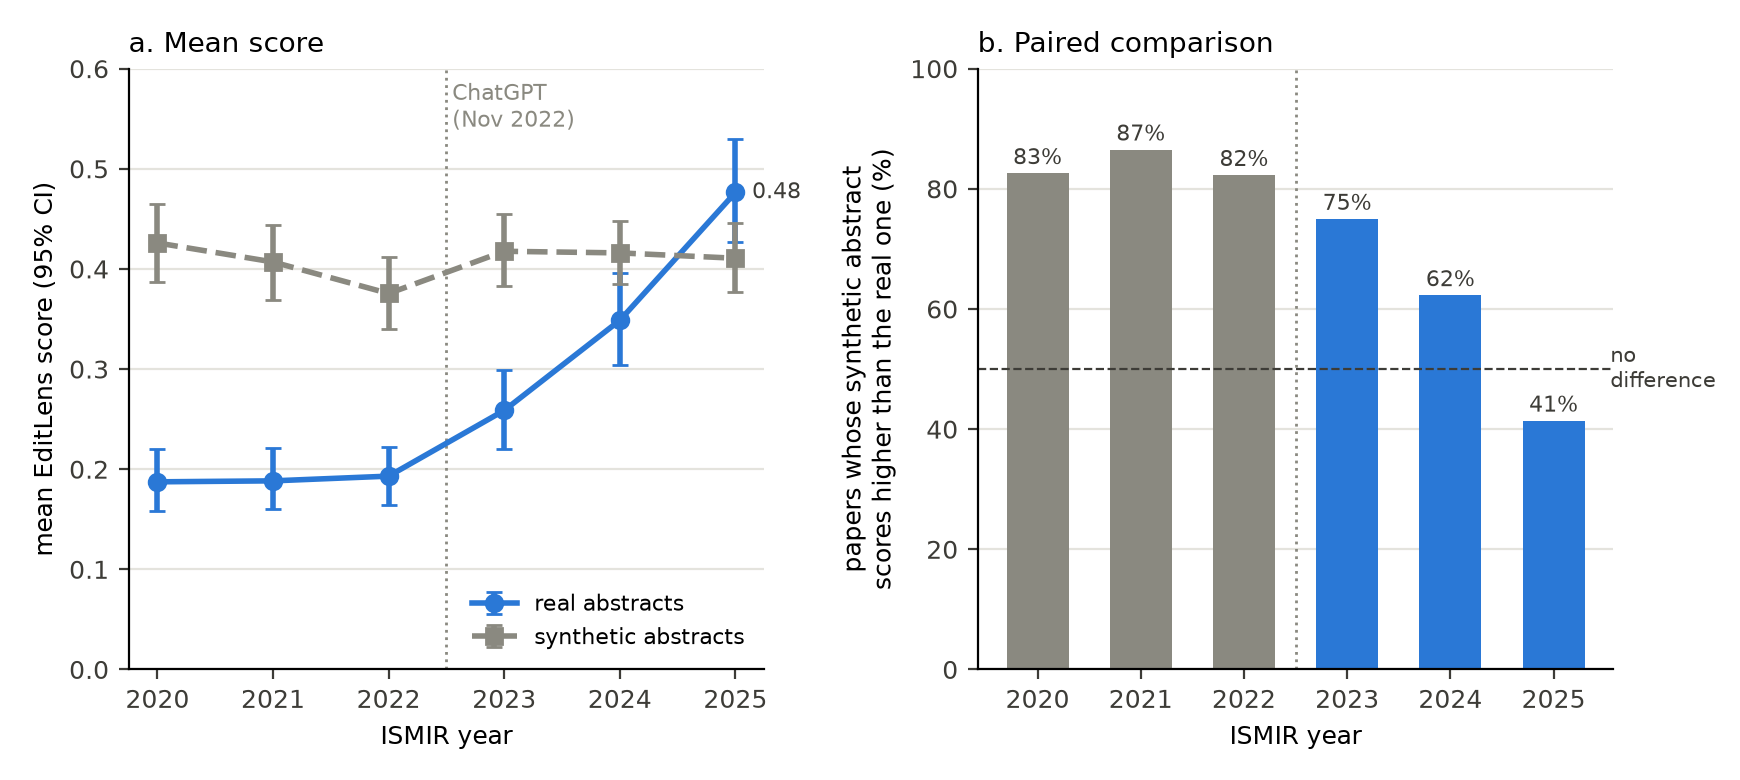 a. Mean score
mean EditLens score (95% CI)
0.6
0.5
0.4
0.3
0.2
0.1
0.0
ChatGPT
(Nov 2022)
0.48
real abstracts
synthetic abstracts
2020 2021 2022 2023 2024 2025
ISMIR year
b. Paired comparison
papers whose synthetic abstract
scores higher than the real one (%)
100
80
60
40
20
0
83%
87%
82%
75%
62%
41%
no
difference
2020 2021 2022 2023 2024 2025
ISMIR year